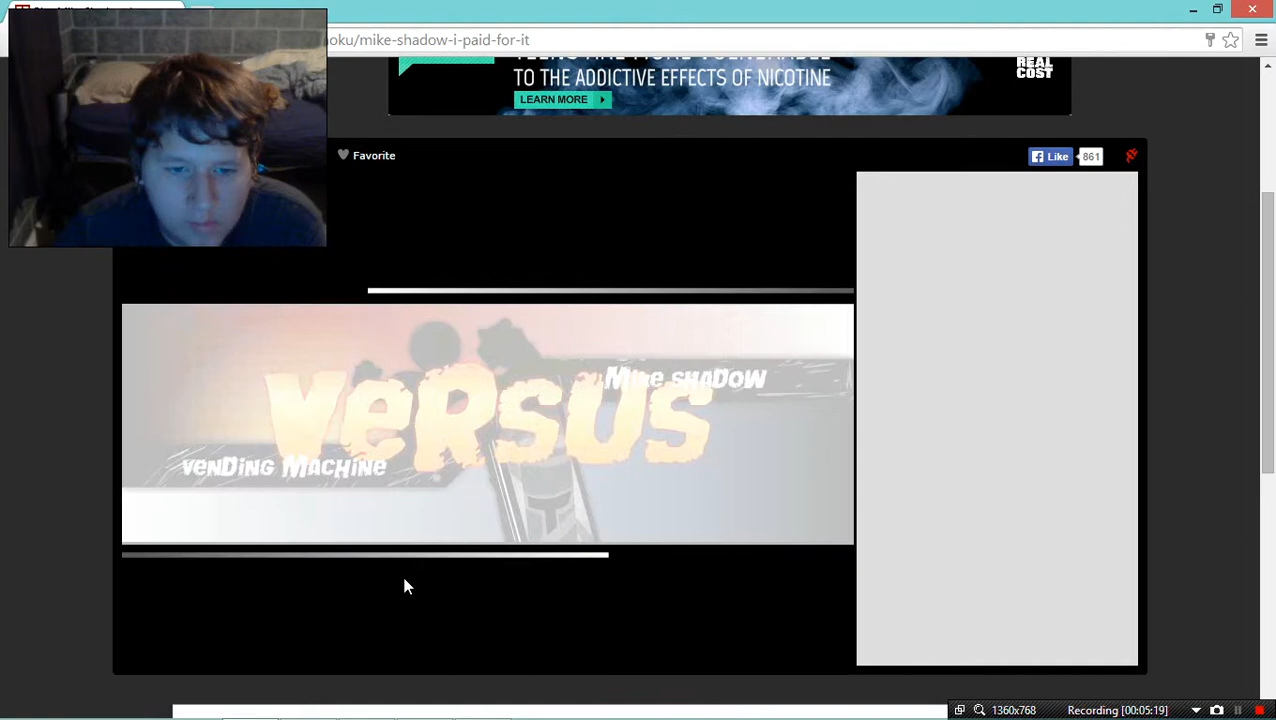 oku/mike-shadow-i-paid-for-it
TO THE ADDICTIVE EFFECTS OF NICOTINE
LEARN MORE
REAL
COST
Favorite
Like
861
MIKE SHADOW
VERSUS
VENDING MACHINE
1360x768
Recording [00:05:19]